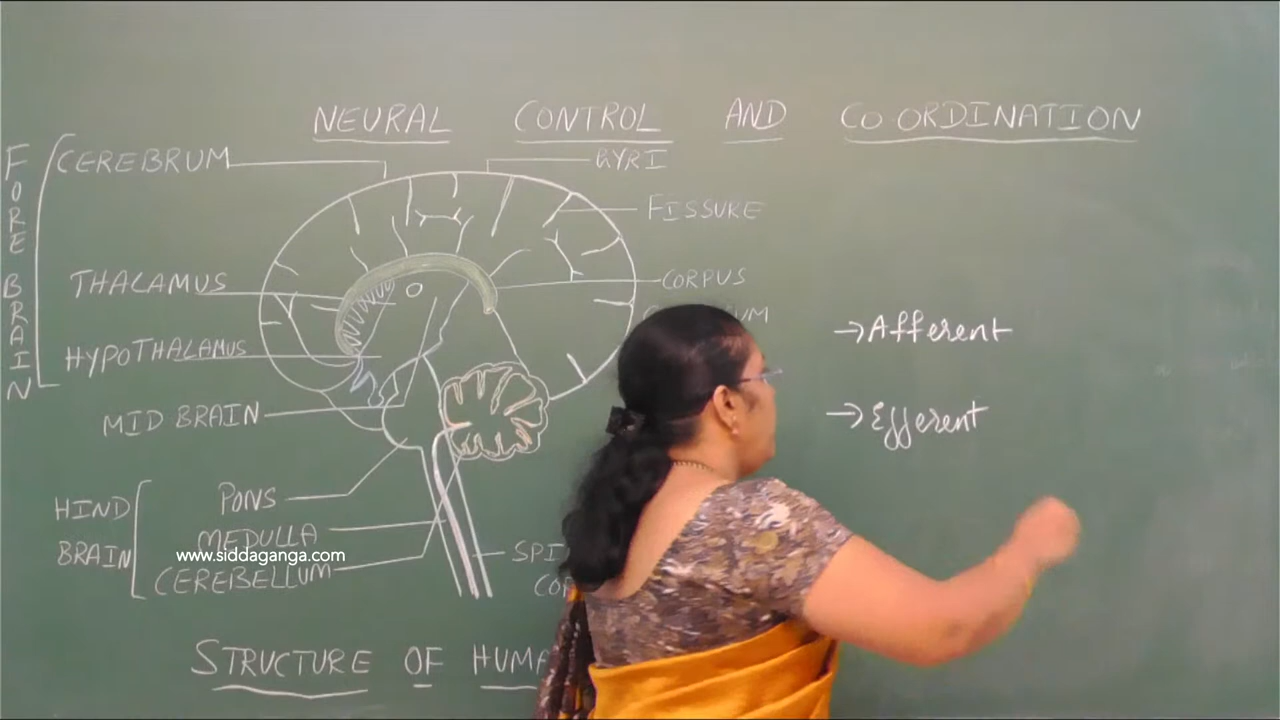 NEURAL CONTROL AND CO ORDINATION
FORE BRAIN
CEREBRUM
GYRI
FISSURE
THALAMUS
CORPUS
HYPOTHALAMUS
MID BRAIN
→Afferent
→Efferent
HIND
BRAIN
PONS
MEDULLA
www.siddaganga.com
CEREBELLUM
STRUCTURE OF